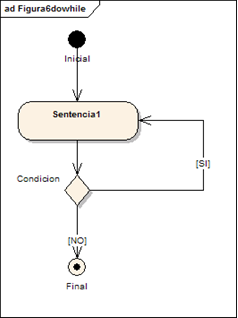 ad Figura6dowhile
Inicial
Sentencia1
[SI]
Condicion
[NO]
Final